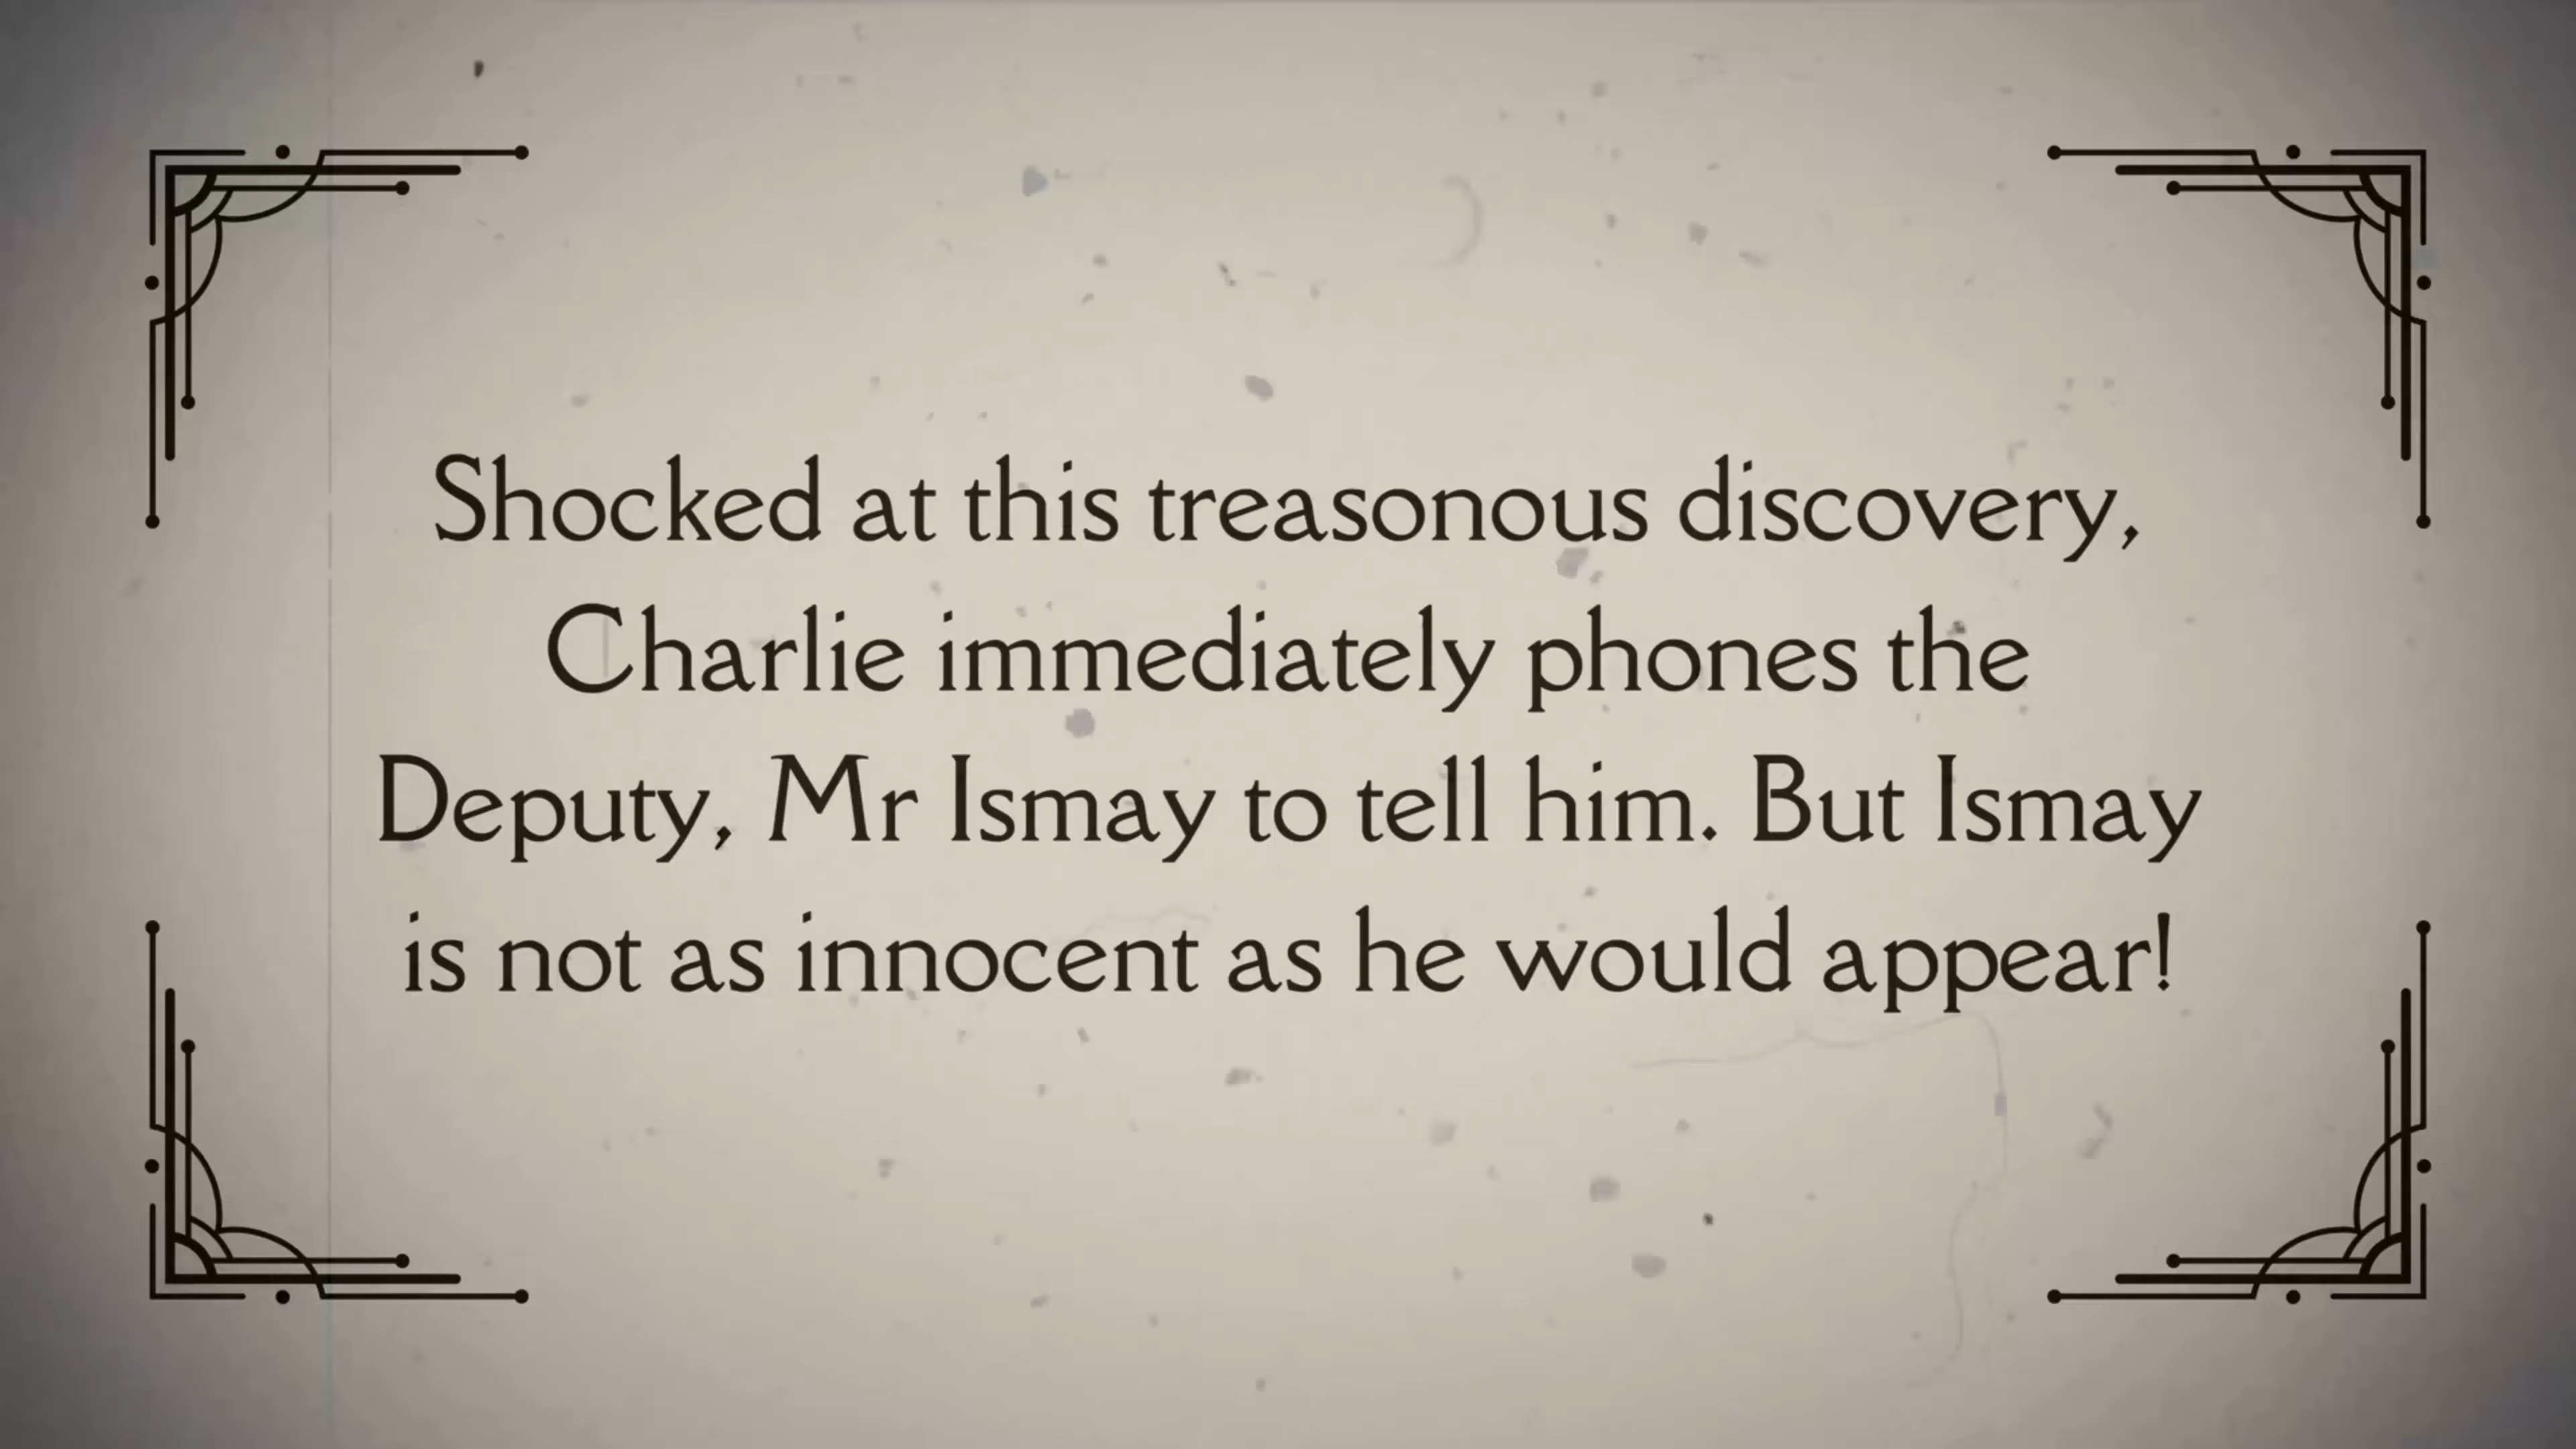 Shocked at this treasonous discovery,
Charlie immediately phones the
Deputy, Mr Ismay to tell him. But Ismay
is not as innocent as he would appear!